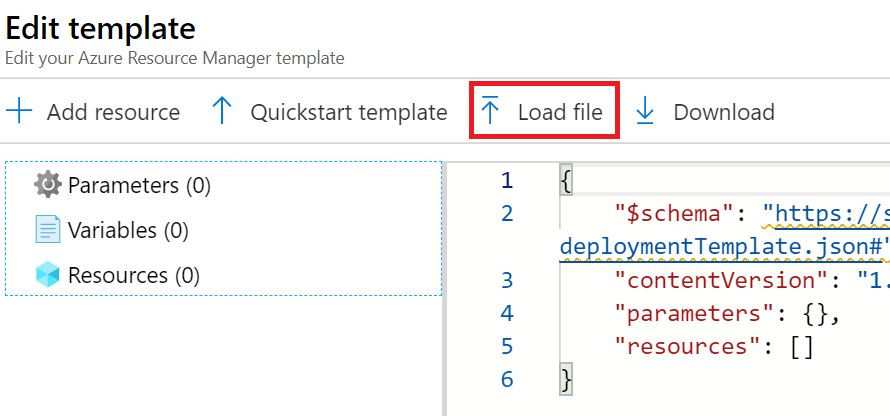 Edit template
Edit your Azure Resource Manager template
Add resource Quickstart template Load file Download
Parameters (0)
Variables (0)
Resources (0)
1 {
2 "$schema": "https://s
deploymentTemplate.json#"
3 "contentVersion": "1.
4 "parameters": {},
5 "resources": []
6 }